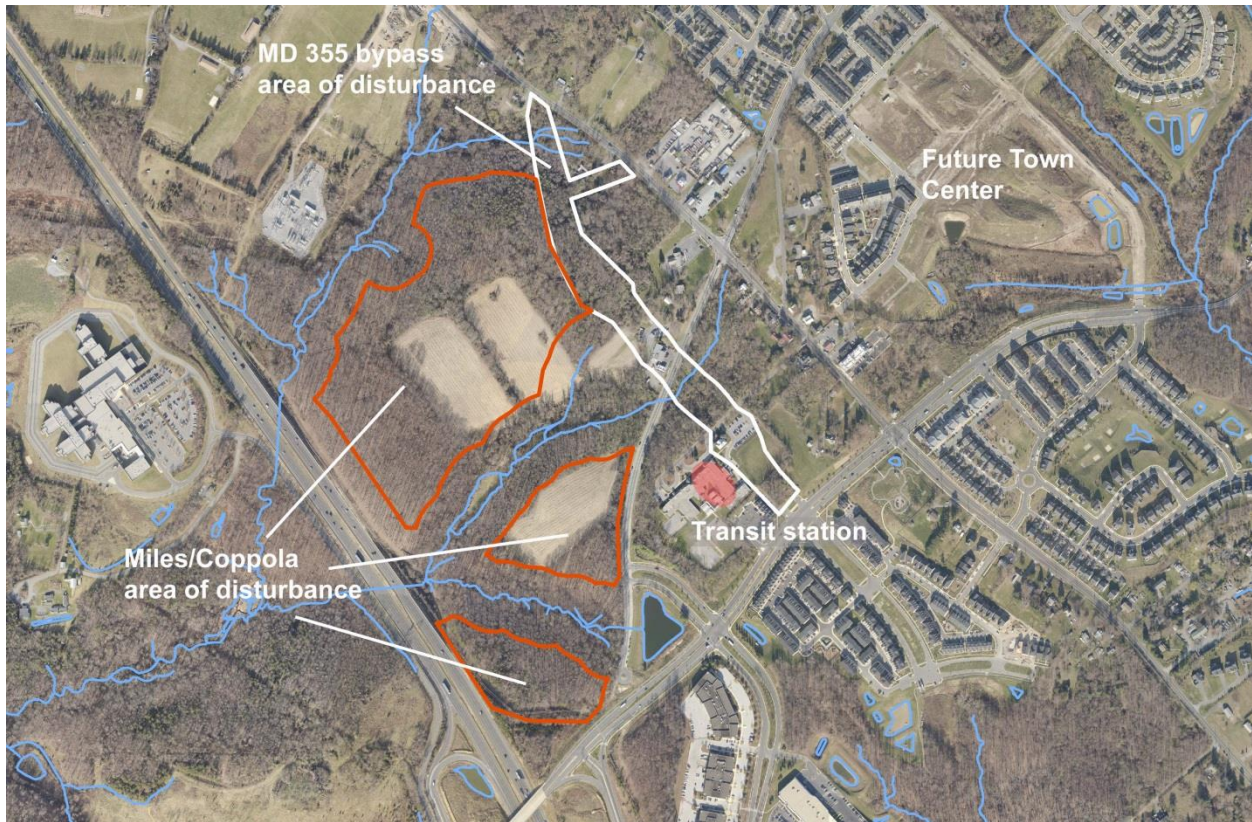 MD 355 bypass
area of disturbance
Future Town
Center
Transit station
Miles/Coppola
area of disturbance